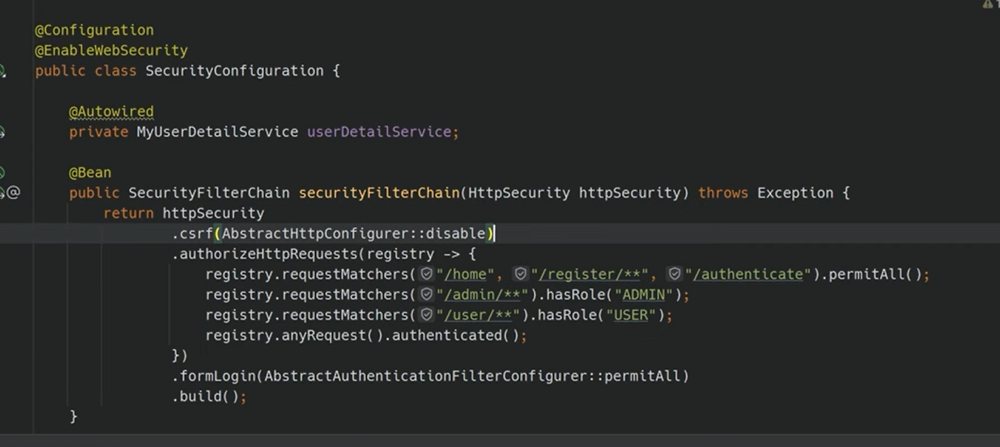 @Configuration
@EnableWebSecurity
public class SecurityConfiguration {
@Autowired
private MyUserDetailService userDetailService;
@Bean
public SecurityFilterChain securityFilterChain(HttpSecurity httpSecurity) throws Exception {
return httpSecurity
.csrf(AbstractHttpConfigurer::disable)
.authorizeHttpRequests(registry -> {
registry.requestMatchers("/home", "/register/**", "/authenticate").permitAll();
registry.requestMatchers("/admin/**").hasRole("ADMIN");
registry.requestMatchers("/user/**").hasRole("USER");
registry.anyRequest().authenticated();
})
.formLogin(AbstractAuthenticationFilterConfigurer::permitAll)
.build();
}